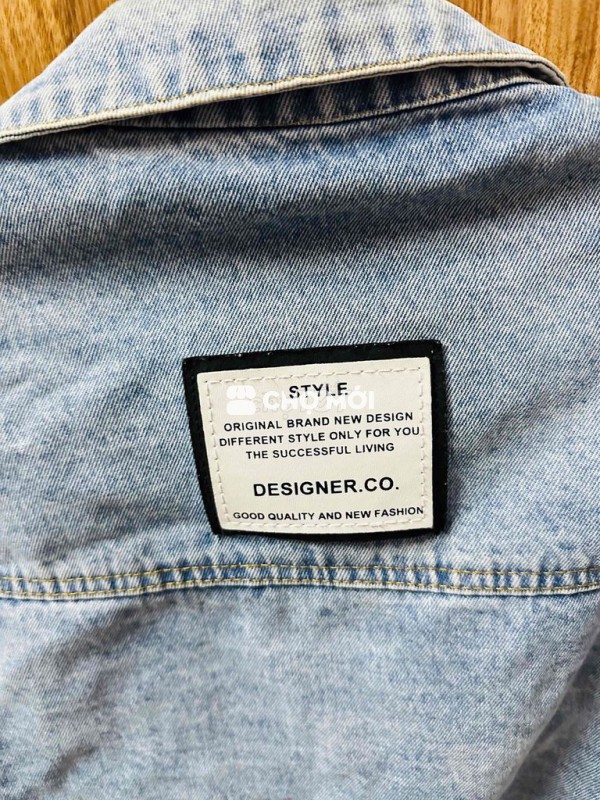 STYLE
CHỢ MỚI
ORIGINAL BRAND NEW DESIGN
DIFFERENT STYLE ONLY FOR YOU
THE SUCCESSFUL LIVING
DESIGNER.CO.
GOOD QUALITY AND NEW FASHION